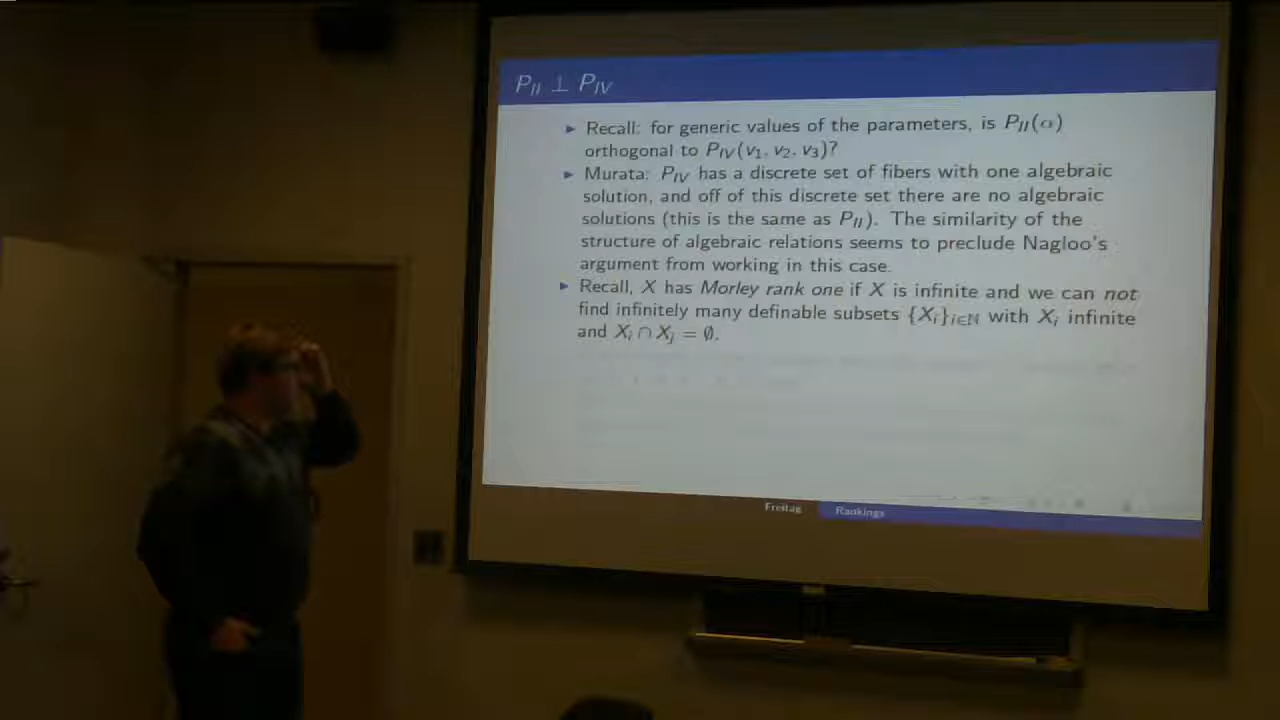 P_II ⊥ P_IV
▶ Recall: for generic values of the parameters, is P_II(α)
orthogonal to P_IV(v_1, v_2, v_3)?
▶ Murata: P_IV has a discrete set of fibers with one algebraic
solution, and off of this discrete set there are no algebraic
solutions (this is the same as P_II). The similarity of the
structure of algebraic relations seems to preclude Nagloo's
argument from working in this case.
▶ Recall, X has Morley rank one if X is infinite and we can not
find infinitely many definable subsets {X_i}_{i∈ℕ} with X_i infinite
and X_i ∩ X_j = ∅.
Freitag Rankings